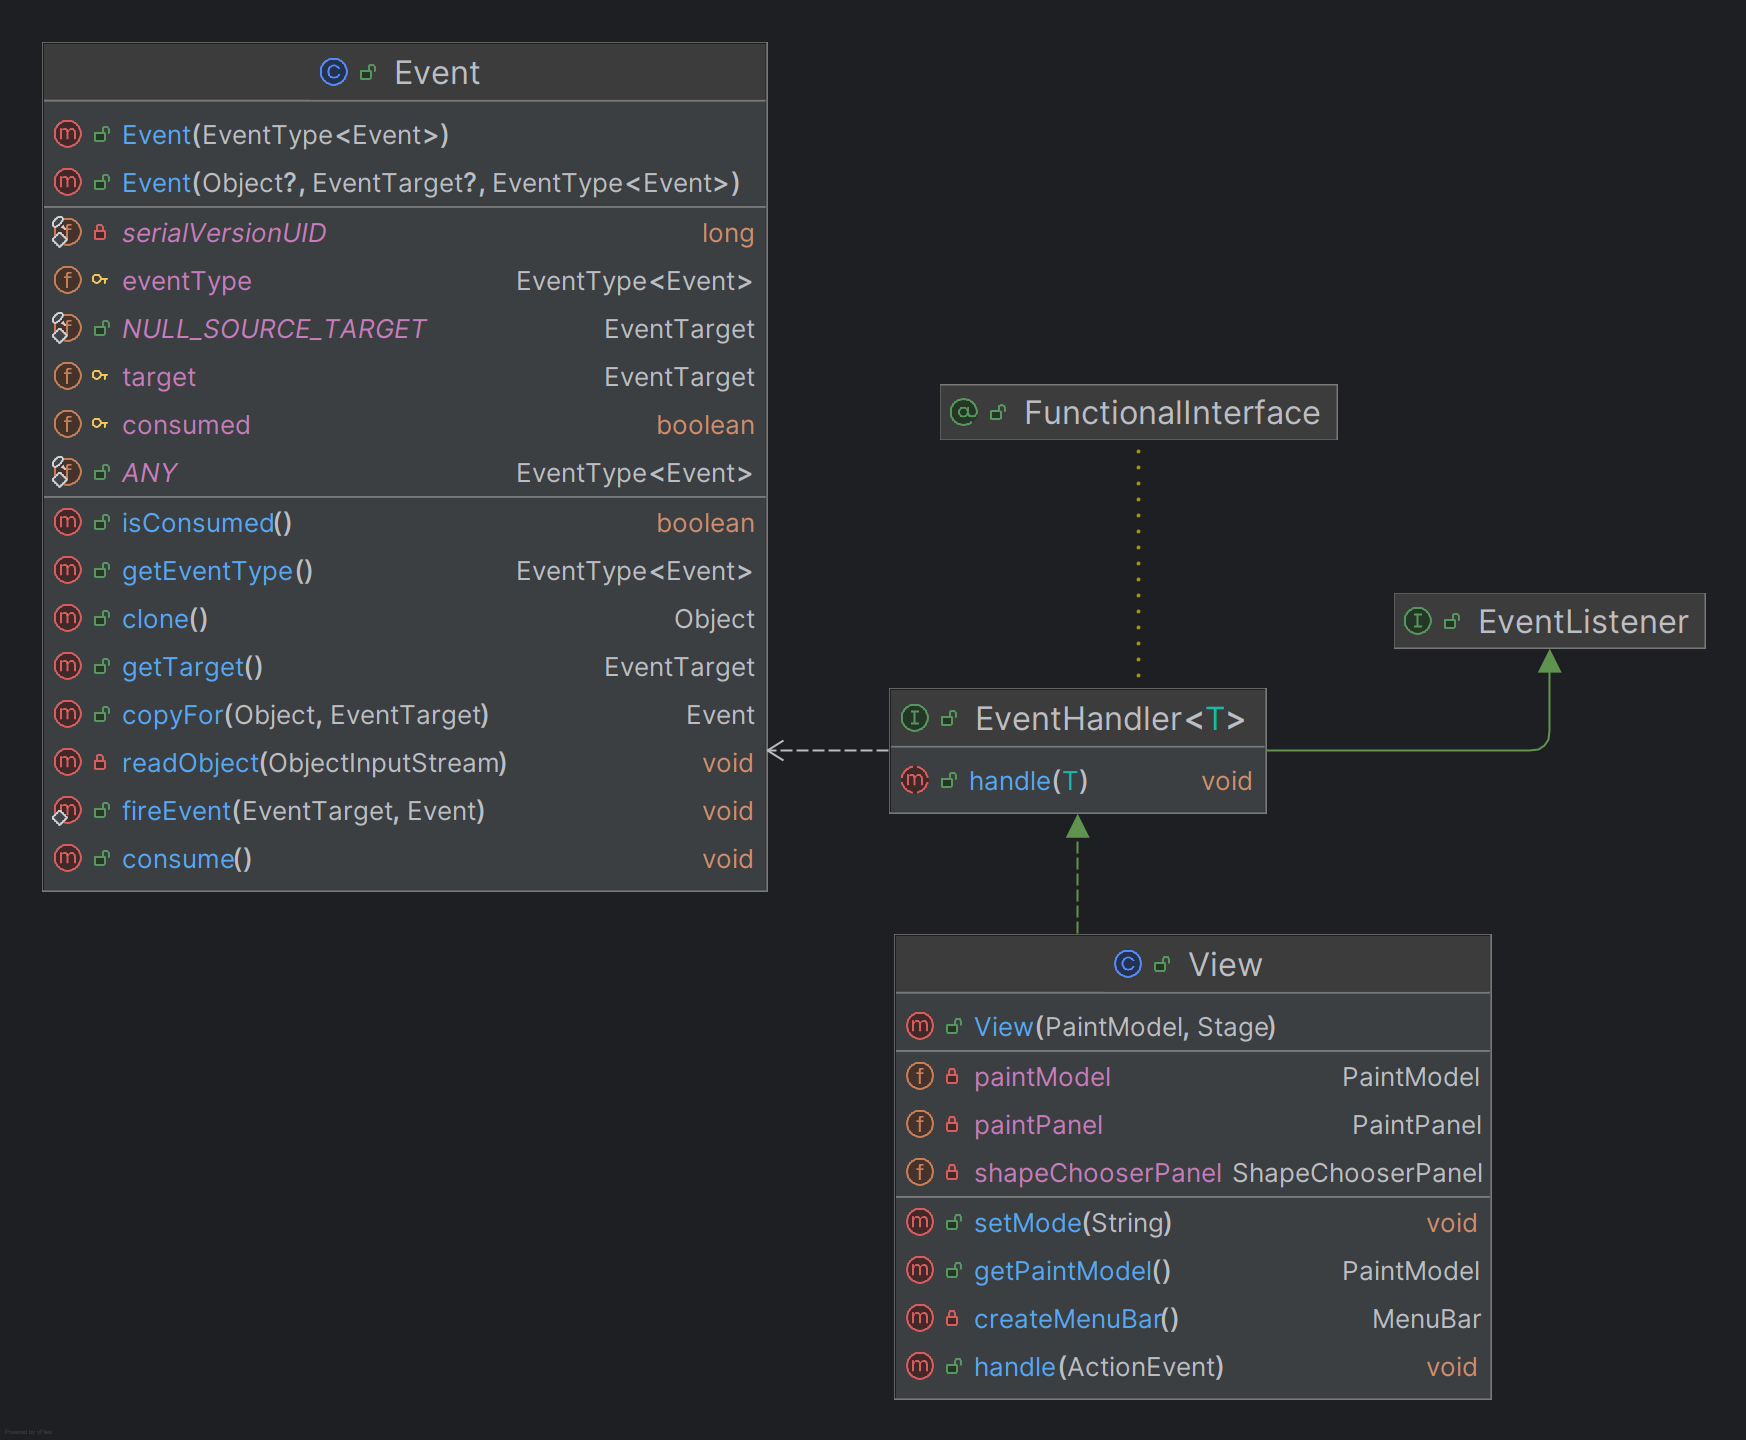 Event
Event(EventType<Event>)
Event(Object?, EventTarget?, EventType<Event>)
serialVersionUID long
eventType EventType<Event>
NULL_SOURCE_TARGET EventTarget
target EventTarget
consumed boolean
ANY EventType<Event>
isConsumed() boolean
getEventType() EventType<Event>
clone() Object
getTarget() EventTarget
copyFor(Object, EventTarget) Event
readObject(ObjectInputStream) void
fireEvent(EventTarget, Event) void
consume() void
FunctionalInterface
EventListener
EventHandler<T>
handle(T) void
View
View(PaintModel, Stage)
paintModel PaintModel
paintPanel PaintPanel
shapeChooserPanel ShapeChooserPanel
setMode(String) void
getPaintModel() PaintModel
createMenuBar() MenuBar
handle(ActionEvent) void
Powered by yFiles